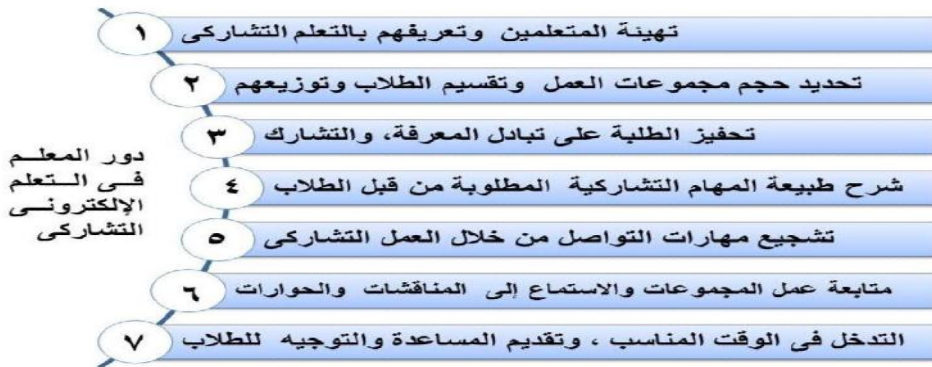 دور المعلم
فى التعلم
الإلكترونى
التشاركى
١ تهيئة المتعلمين وتعريفهم بالتعلم التشاركى
٢ تحديد حجم مجموعات العمل وتقسيم الطلاب وتوزيعهم
٣ تحفيز الطلبة على تبادل المعرفة، والتشارك
٤ شرح طبيعة المهام التشاركية المطلوبة من قبل الطلاب
٥ تشجيع مهارات التواصل من خلال العمل التشاركى
٦ متابعة عمل المجموعات والاستماع إلى المناقشات والحوارات
٧ التدخل فى الوقت المناسب ، وتقديم المساعدة والتوجيه للطلاب